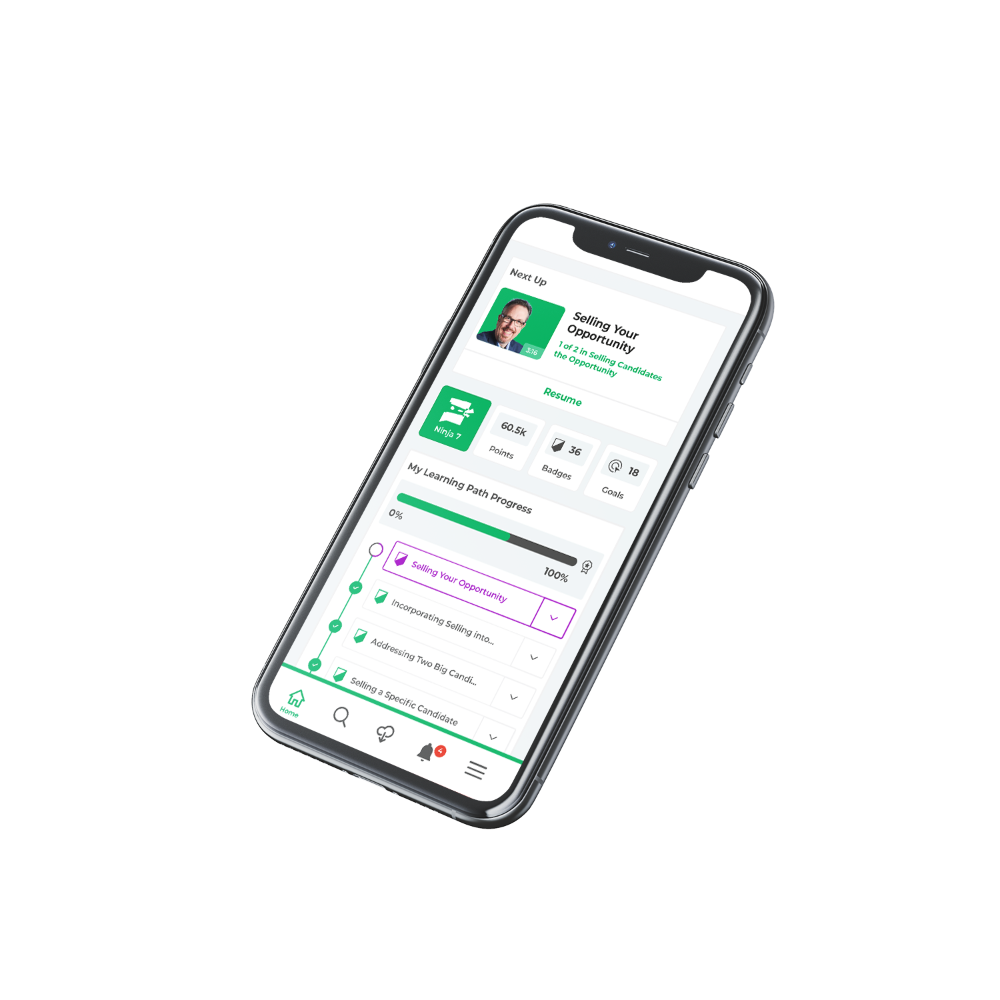 Next Up
Selling Your
Opportunity
1 of 2 in Selling Candidates
the Opportunity
3:16
Resume
Ninja 7
60.5k
Points
36
Badges
18
Goals
My Learning Path Progress
0%
100%
Selling Your Opportunity
Incorporating Selling into...
Addressing Two Big Candi...
Selling a Specific Candidate
Home
4